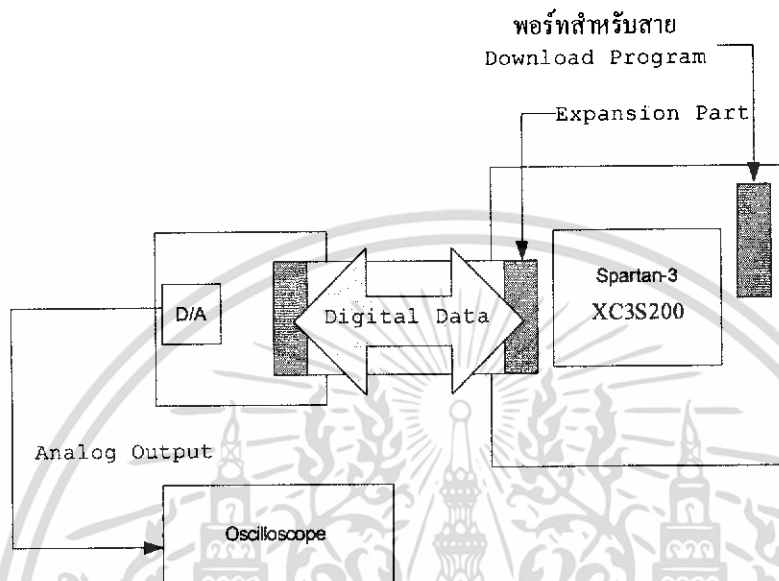 พอร์ทสำหรับสาย
Download Program
Expansion Part
Spartan-3
XC3S200
D/A
Digital Data
Analog Output
Oscilloscope